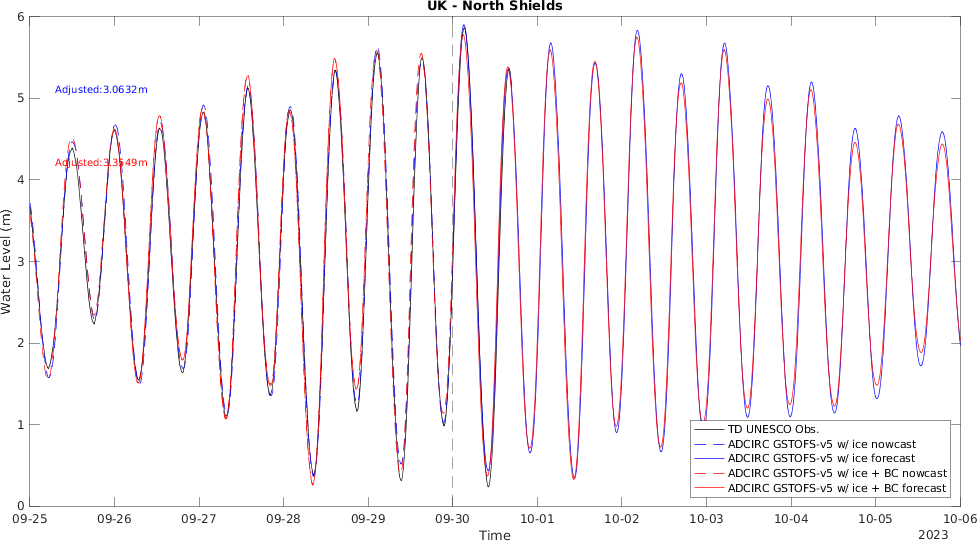 UK - North Shields
6
5
4
3
2
1
0
Water Level (m)
Adjusted:3.0632m
Adjusted:3.3549m
TD UNESCO Obs.
ADCIRC GSTOFS-v5 w/ ice nowcast
ADCIRC GSTOFS-v5 w/ ice forecast
ADCIRC GSTOFS-v5 w/ ice + BC nowcast
ADCIRC GSTOFS-v5 w/ ice + BC forecast
09-25 09-26 09-27 09-28 09-29 09-30 10-01 10-02 10-03 10-04 10-05 10-06
Time
2023